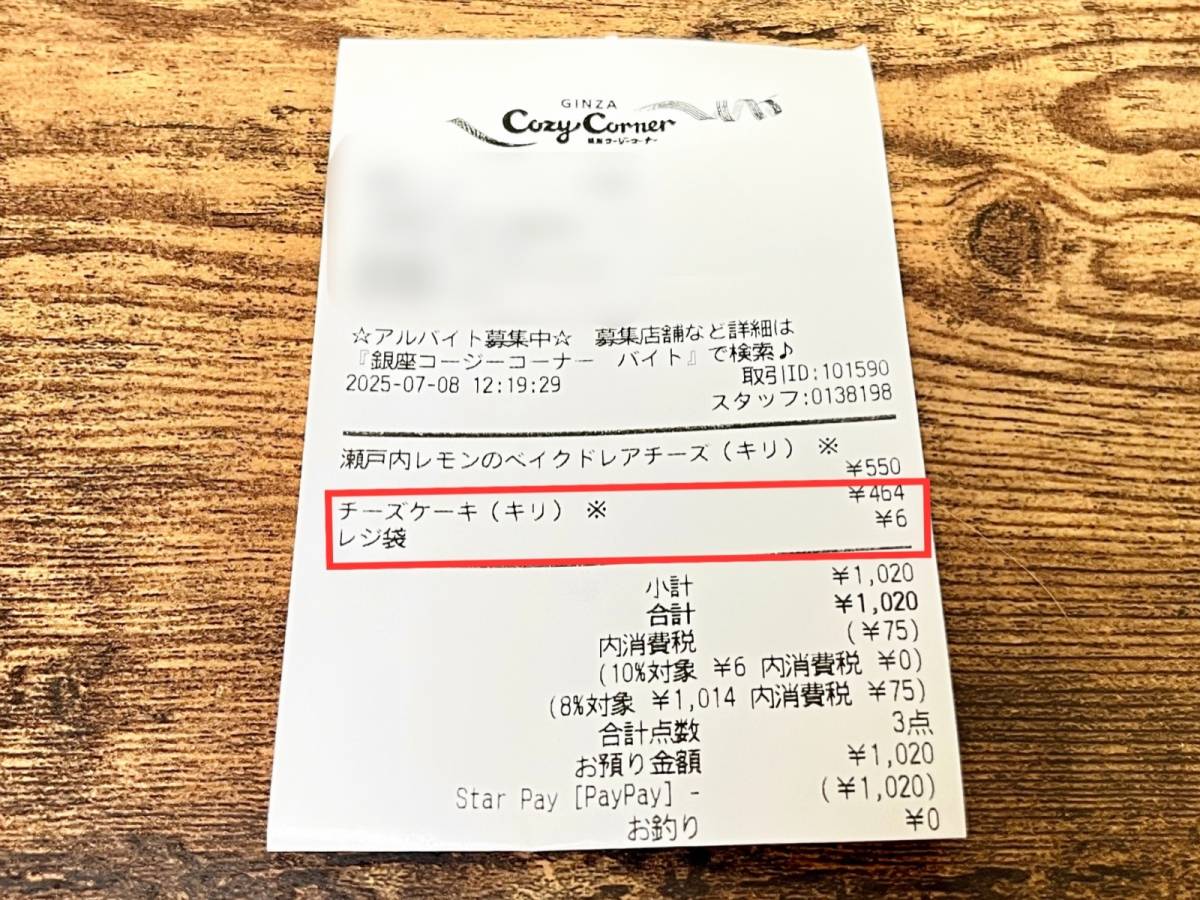 GINZA
Cozy Corner
銀座コージーコーナー
☆アルバイト募集中☆ 募集店舗など詳細は
『銀座コージーコーナー バイト』で検索♪
2025-07-08 12:19:29 取引ID:101590
スタッフ:0138198
瀬戸内レモンのベイクドレアチーズ(キリ) ※
¥550
チーズケーキ(キリ) ※ ¥464
レジ袋 ¥6
小計 ¥1,020
合計 ¥1,020
内消費税 (¥75)
(10%対象 ¥6 内消費税 ¥0)
(8%対象 ¥1,014 内消費税 ¥75)
合計点数 3点
お預り金額 ¥1,020
Star Pay [PayPay] - (¥1,020)
お釣り ¥0